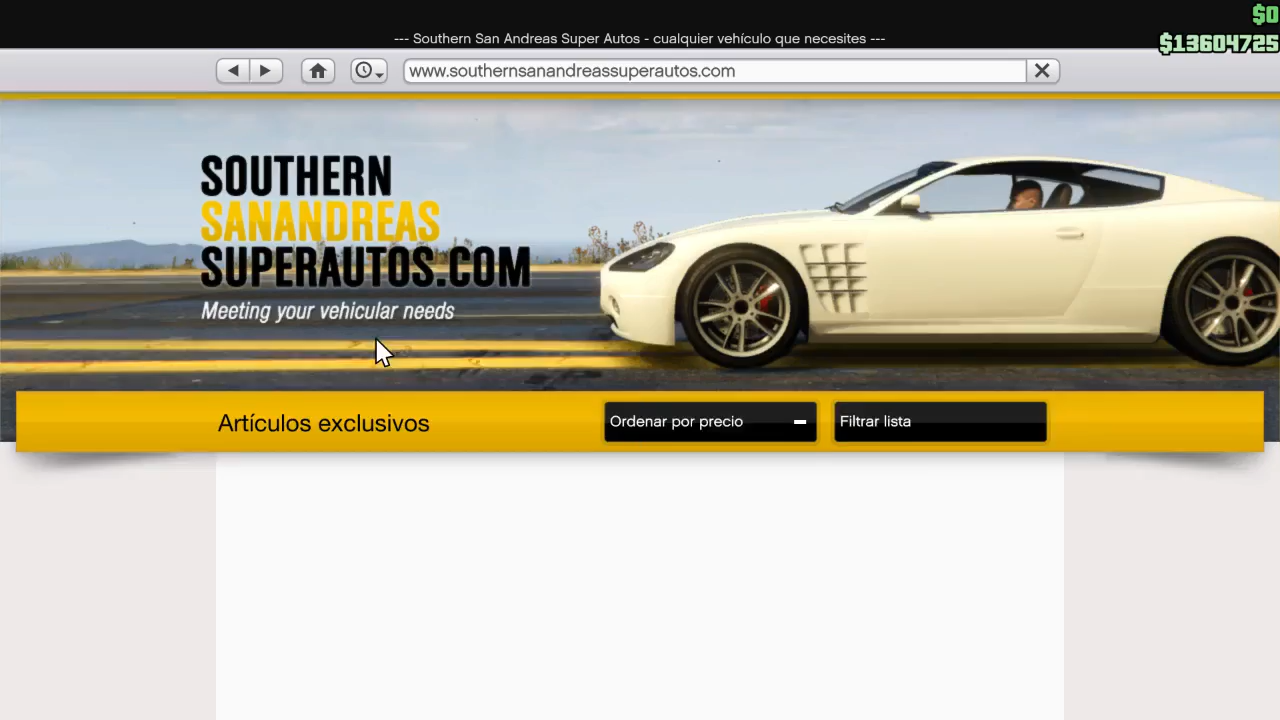 $0
--- Southern San Andreas Super Autos - cualquier vehículo que necesites ---
$13604725
www.southernsanandreassuperautos.com
SOUTHERN
SANANDREAS
SUPERAUTOS.COM
Meeting your vehicular needs
Artículos exclusivos
Ordenar por precio
Filtrar lista